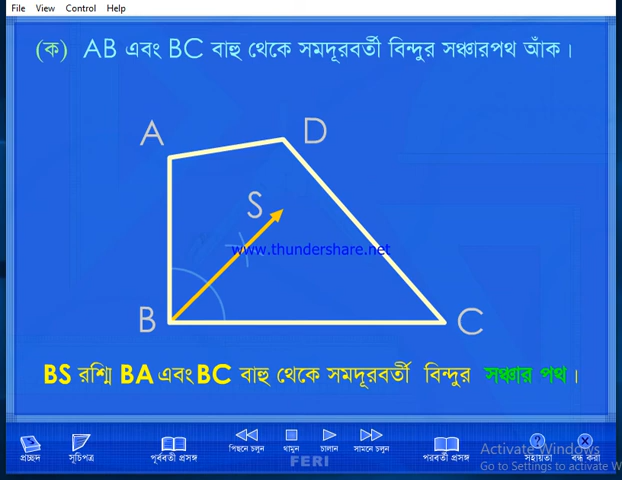 File View Control Help
(ক) AB এবং BC বাহু থেকে সমদূরবর্তী বিন্দুর সঞ্চারপথ আঁক।
A
D
S
www.thundershare.net
B
C
BS রশ্মি BA এবং BC বাহু থেকে সমদূরবর্তী বিন্দুর সঞ্চার পথ।
প্রচ্ছদ সূচিপত্র পূর্ববর্তী প্রসঙ্গ পিছনে চলুন থামুন চালান সামনে চলুন পরবর্তী প্রসঙ্গ সহায়তা বন্ধ করা
FERI
Activate Windows
Go to Settings to activate W